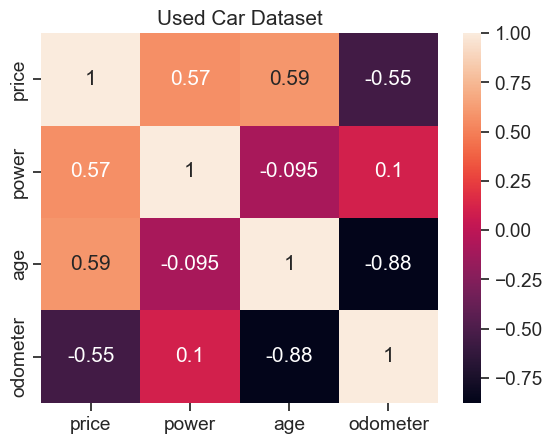 Used Car Dataset
price 1 0.57 0.59 -0.55
power 0.57 1 -0.095 0.1
age 0.59 -0.095 1 -0.88
odometer -0.55 0.1 -0.88 1
price power age odometer
1.00
0.75
0.50
0.25
0.00
−0.25
−0.50
−0.75